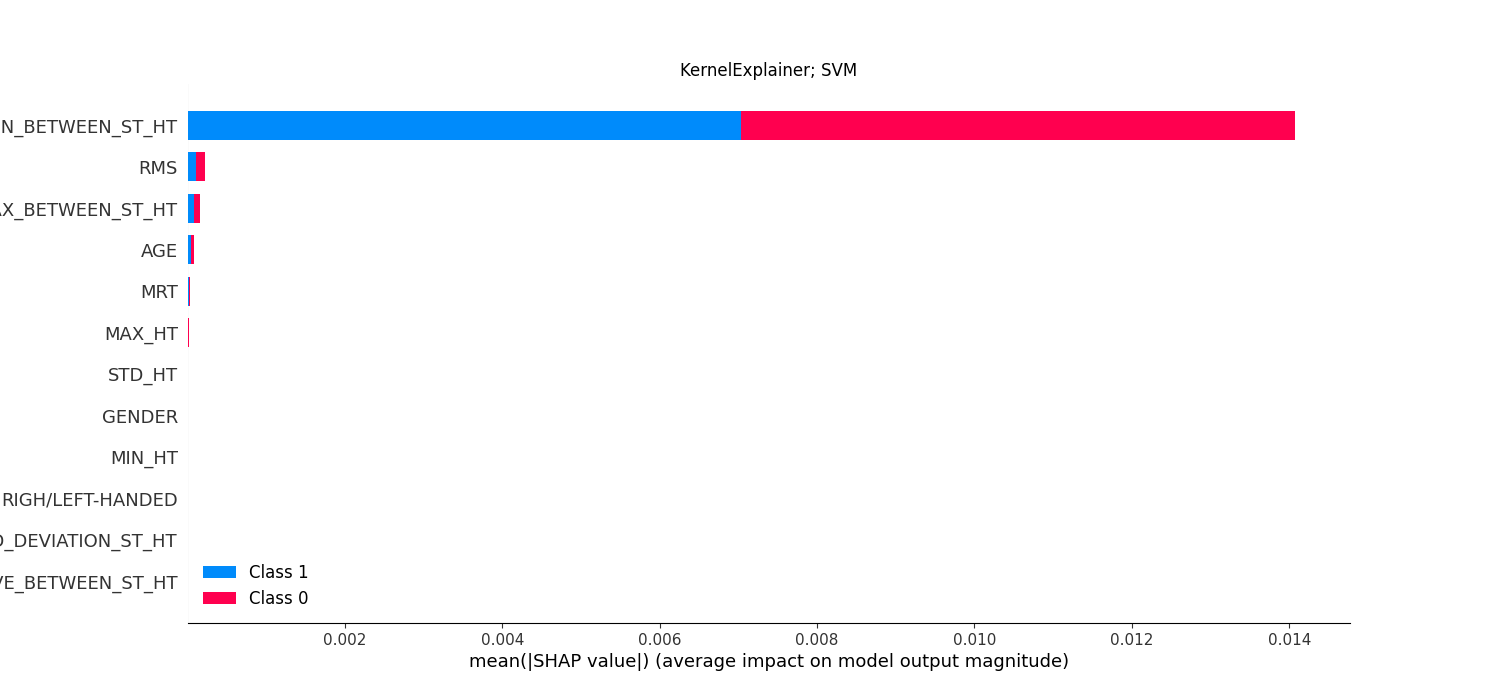 KernelExplainer; SVM
N_BETWEEN_ST_HT
RMS
AX_BETWEEN_ST_HT
AGE
MRT
MAX_HT
STD_HT
GENDER
MIN_HT
RIGH/LEFT-HANDED
D_DEVIATION_ST_HT
VE_BETWEEN_ST_HT
Class 1
Class 0
0.002 0.004 0.006 0.008 0.010 0.012 0.014
mean(|SHAP value|) (average impact on model output magnitude)